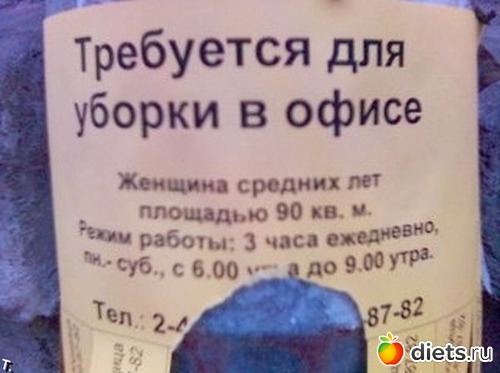 Требуется для
уборки в офисе
Женщина средних лет
площадью 90 кв. м.
Режим работы: 3 часа ежедневно,
пн.- суб., с 6.00 а до 9.00 утра.
Тел.: 2-4 87-82
diets.ru